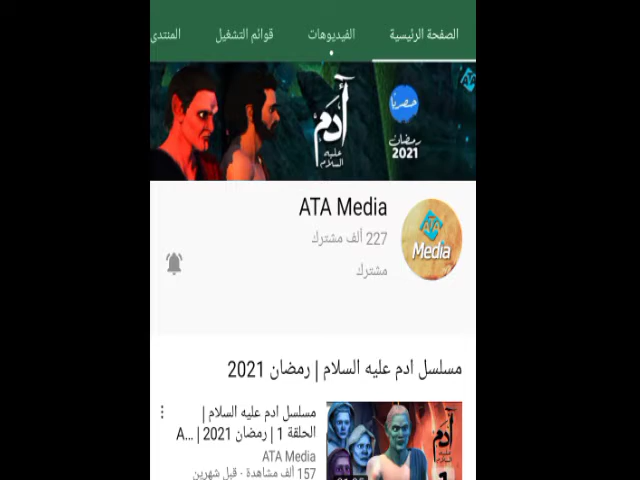 الصفحة الرئيسية الفيديوهات قوائم التشغيل المنتدى
آدم
عليه
السلام
حصرياً
رمضان
2021
ATA
ATA Media
227 ألف مشترك
مشترك
ATA
Media
مسلسل ادم عليه السلام | رمضان 2021
مسلسل ادم عليه السلام |
الحلقة 1 | رمضان 2021 | A...
ATA Media
157 ألف مشاهدة - قبل شهرين
آدم